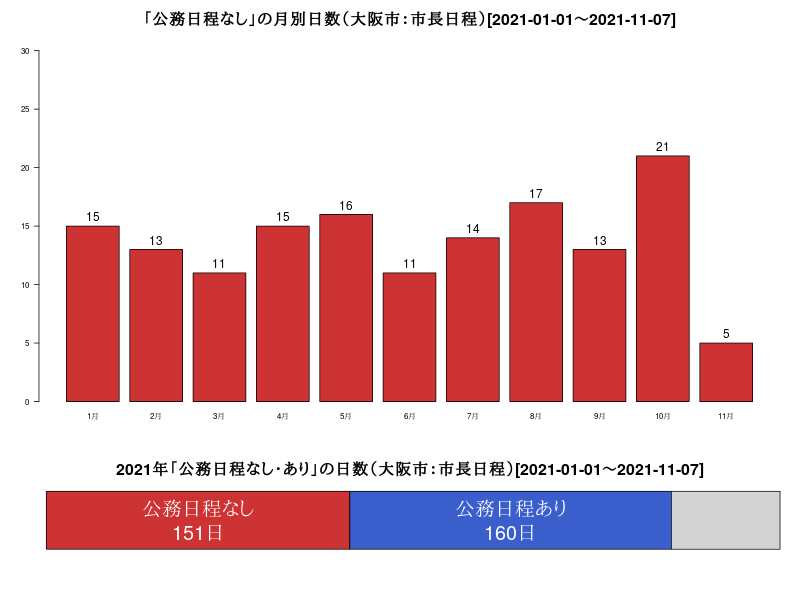 「公務日程なし」の月別日数(大阪市:市長日程)[2021-01-01〜2021-11-07]
30
25
20
15
10
5
0
15
13
11
15
16
11
14
17
13
21
5
1月
2月
3月
4月
5月
6月
7月
8月
9月
10月
11月
2021年「公務日程なし・あり」の日数(大阪市:市長日程)[2021-01-01〜2021-11-07]
公務日程なし
151日
公務日程あり
160日